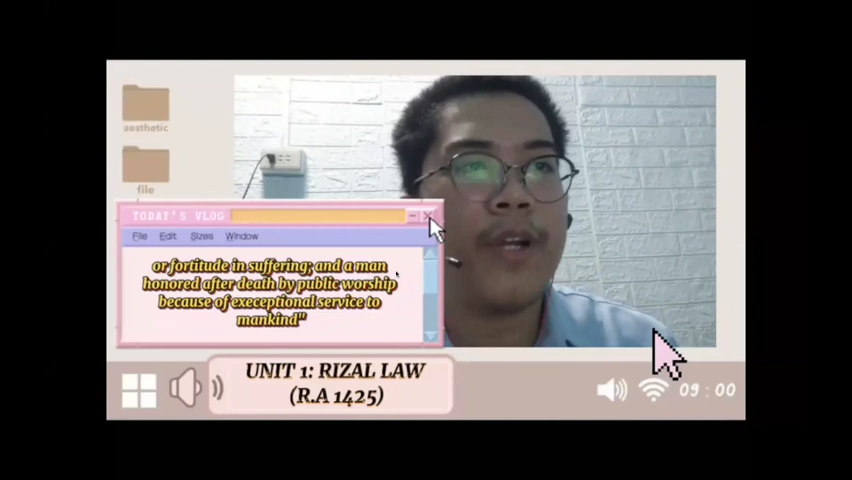 aesthetic
file
TODAY'S VLOG
File Edit Sizes Window
or fortitude in suffering; and a man
honored after death by public worship
because of execeptional service to
mankind"
UNIT 1: RIZAL LAW
(R.A 1425)
09 : 00